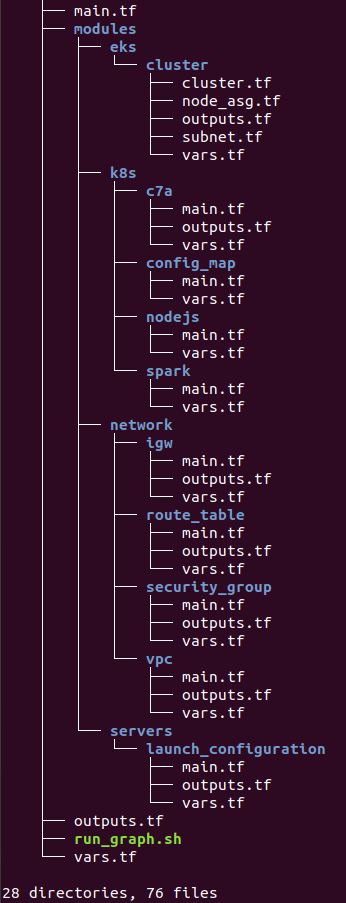 ├── main.tf
├── modules
│   ├── eks
│   │   └── cluster
│   │       ├── cluster.tf
│   │       ├── node_asg.tf
│   │       ├── outputs.tf
│   │       ├── subnet.tf
│   │       └── vars.tf
│   ├── k8s
│   │   ├── c7a
│   │   │   ├── main.tf
│   │   │   ├── outputs.tf
│   │   │   └── vars.tf
│   │   ├── config_map
│   │   │   ├── main.tf
│   │   │   └── vars.tf
│   │   ├── nodejs
│   │   │   ├── main.tf
│   │   │   └── vars.tf
│   │   └── spark
│   │       ├── main.tf
│   │       └── vars.tf
│   ├── network
│   │   ├── igw
│   │   │   ├── main.tf
│   │   │   ├── outputs.tf
│   │   │   └── vars.tf
│   │   ├── route_table
│   │   │   ├── main.tf
│   │   │   ├── outputs.tf
│   │   │   └── vars.tf
│   │   ├── security_group
│   │   │   ├── main.tf
│   │   │   ├── outputs.tf
│   │   │   └── vars.tf
│   │   └── vpc
│   │       ├── main.tf
│   │       ├── outputs.tf
│   │       └── vars.tf
│   └── servers
│       └── launch_configuration
│           ├── main.tf
│           ├── outputs.tf
│           └── vars.tf
├── outputs.tf
├── run_graph.sh
└── vars.tf
28 directories, 76 files